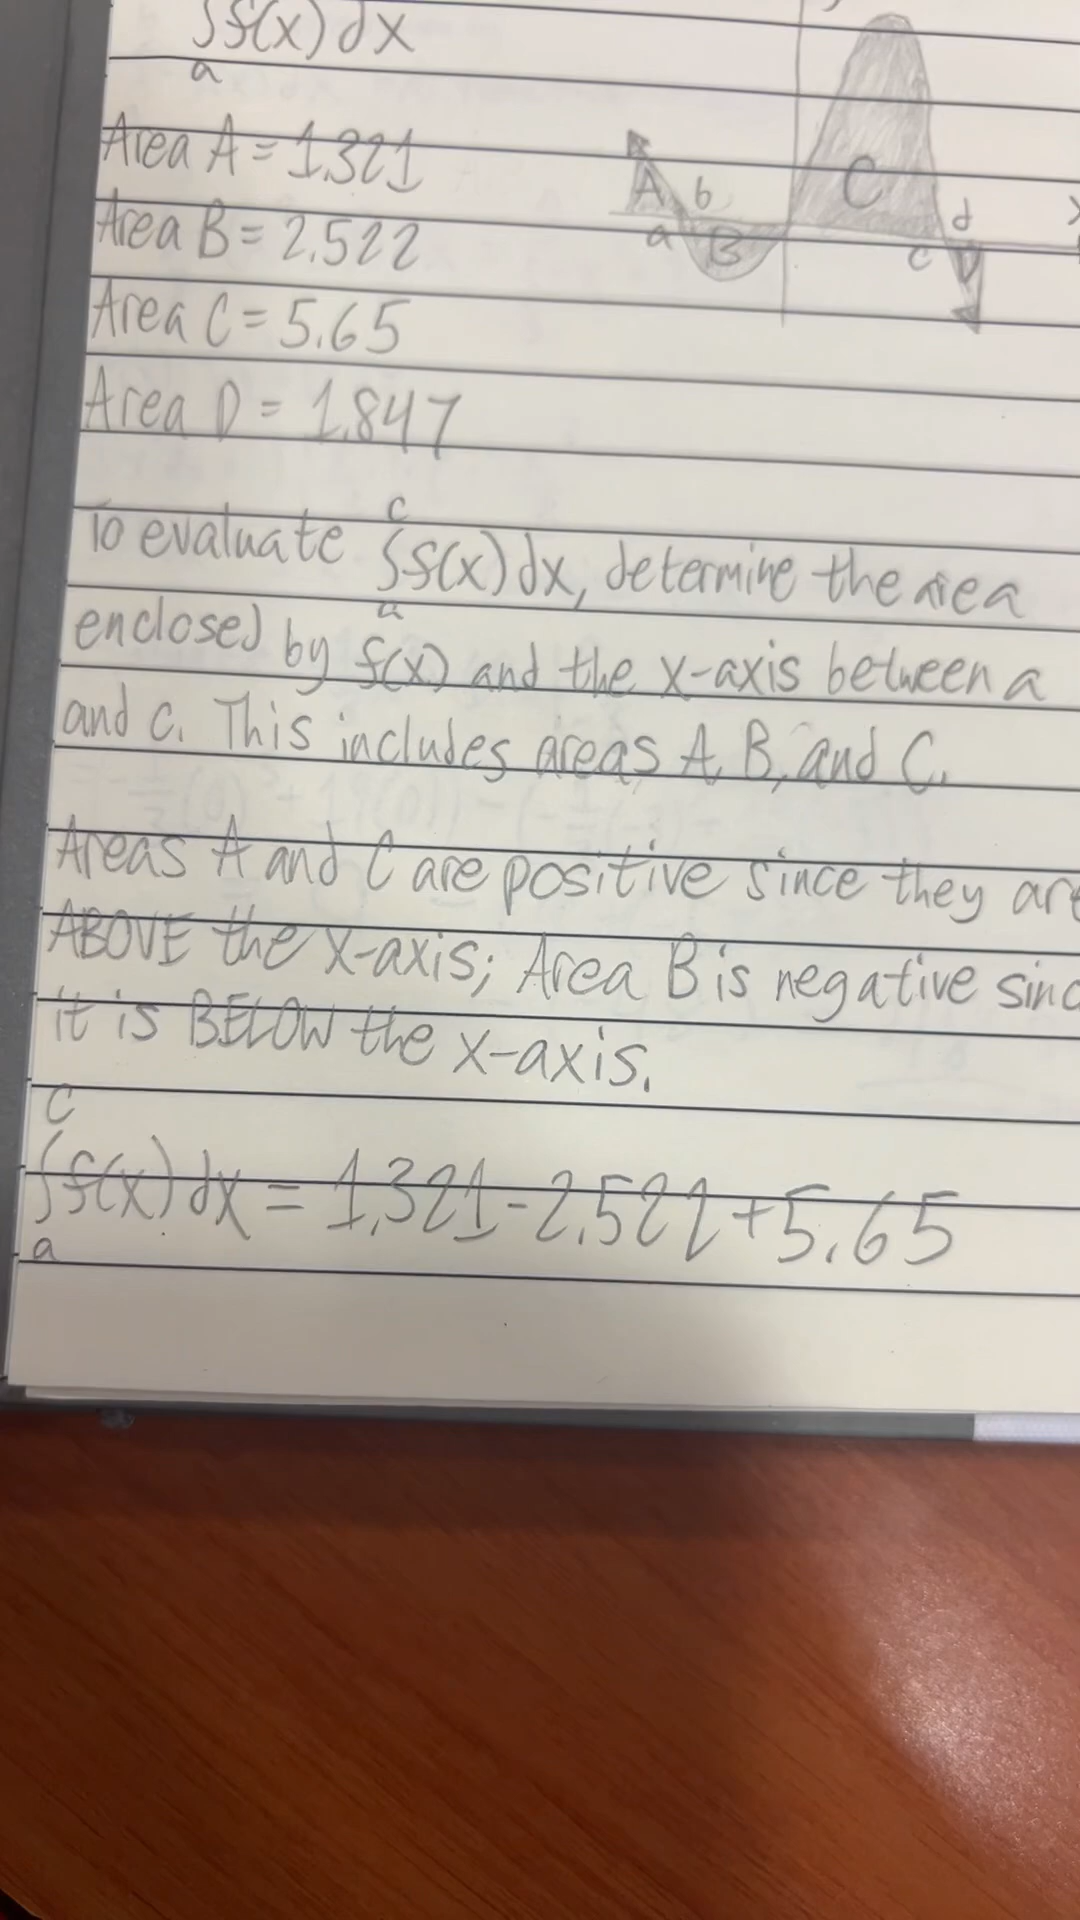 ∫f(x)dx
a
Area A = 1.321
Area B = 2.522
Area C = 5.65
Area D = 1.847
A b
C
a B c d
D
To evaluate ∫f(x)dx, determine the area
c
a
enclosed by f(x) and the x-axis between a
and c. This includes areas A, B, and C.
Areas A and C are positive since they are
ABOVE the x-axis; Area B is negative sinc
it is BELOW the x-axis.
c
∫f(x)dx = 1.321-2.522+5.65
a